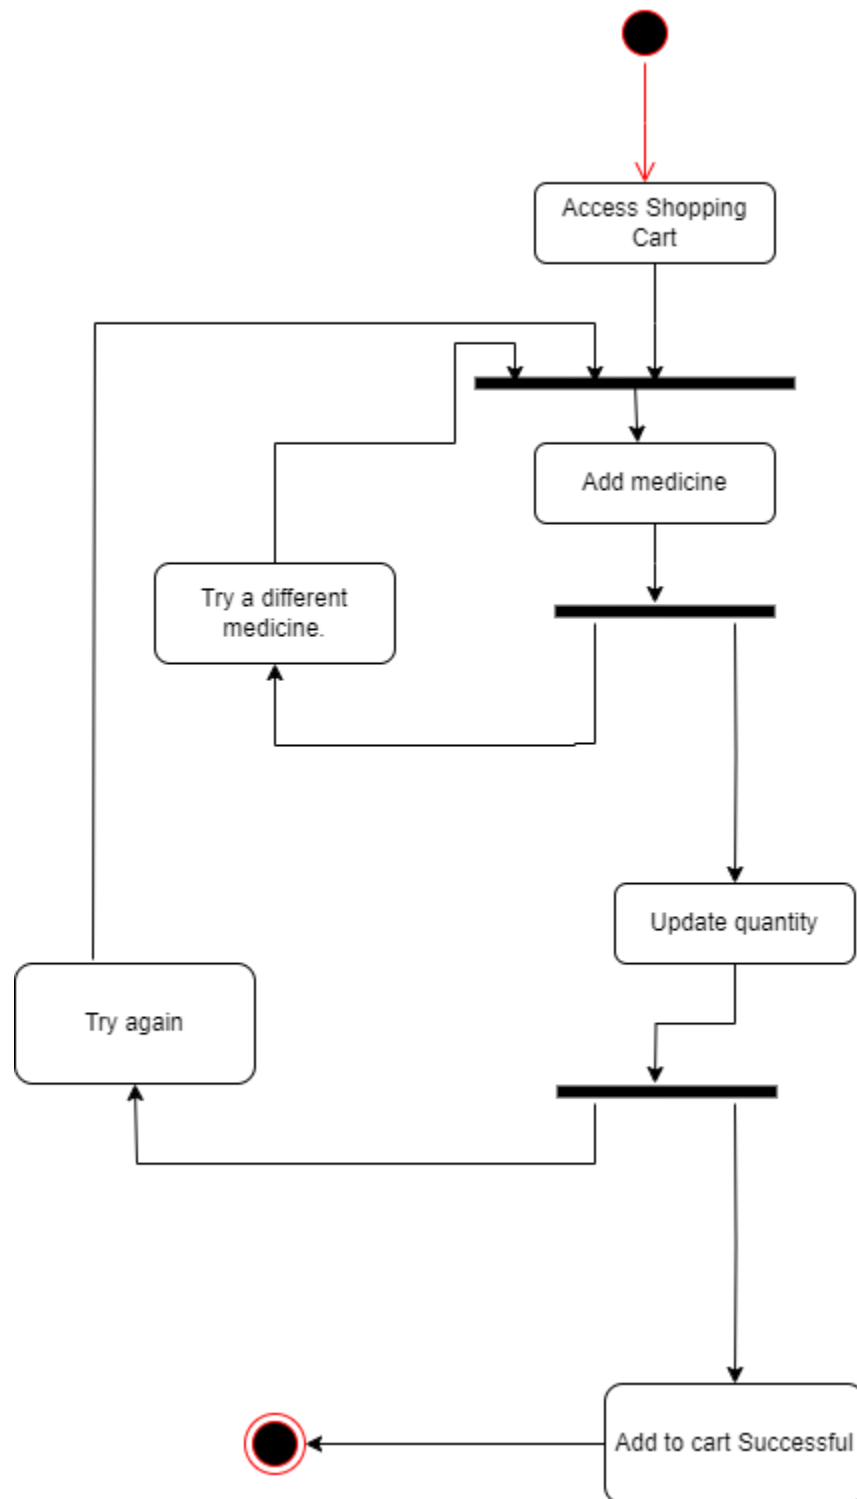 Access Shopping
Cart
Add medicine
Try a different
medicine.
Update quantity
Try again
Add to cart Successful